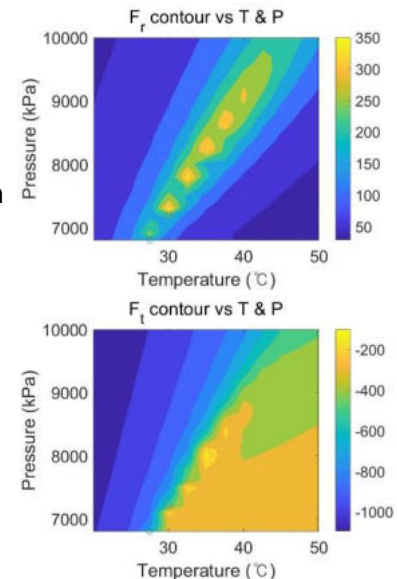 F_r contour vs T & P
10000
9000
8000
7000
Pressure (kPa)
30 40 50
Temperature (℃)
350
300
250
200
150
100
50
n
F_t contour vs T & P
10000
9000
8000
7000
Pressure (kPa)
30 40 50
Temperature (℃)
-200
-400
-600
-800
-1000